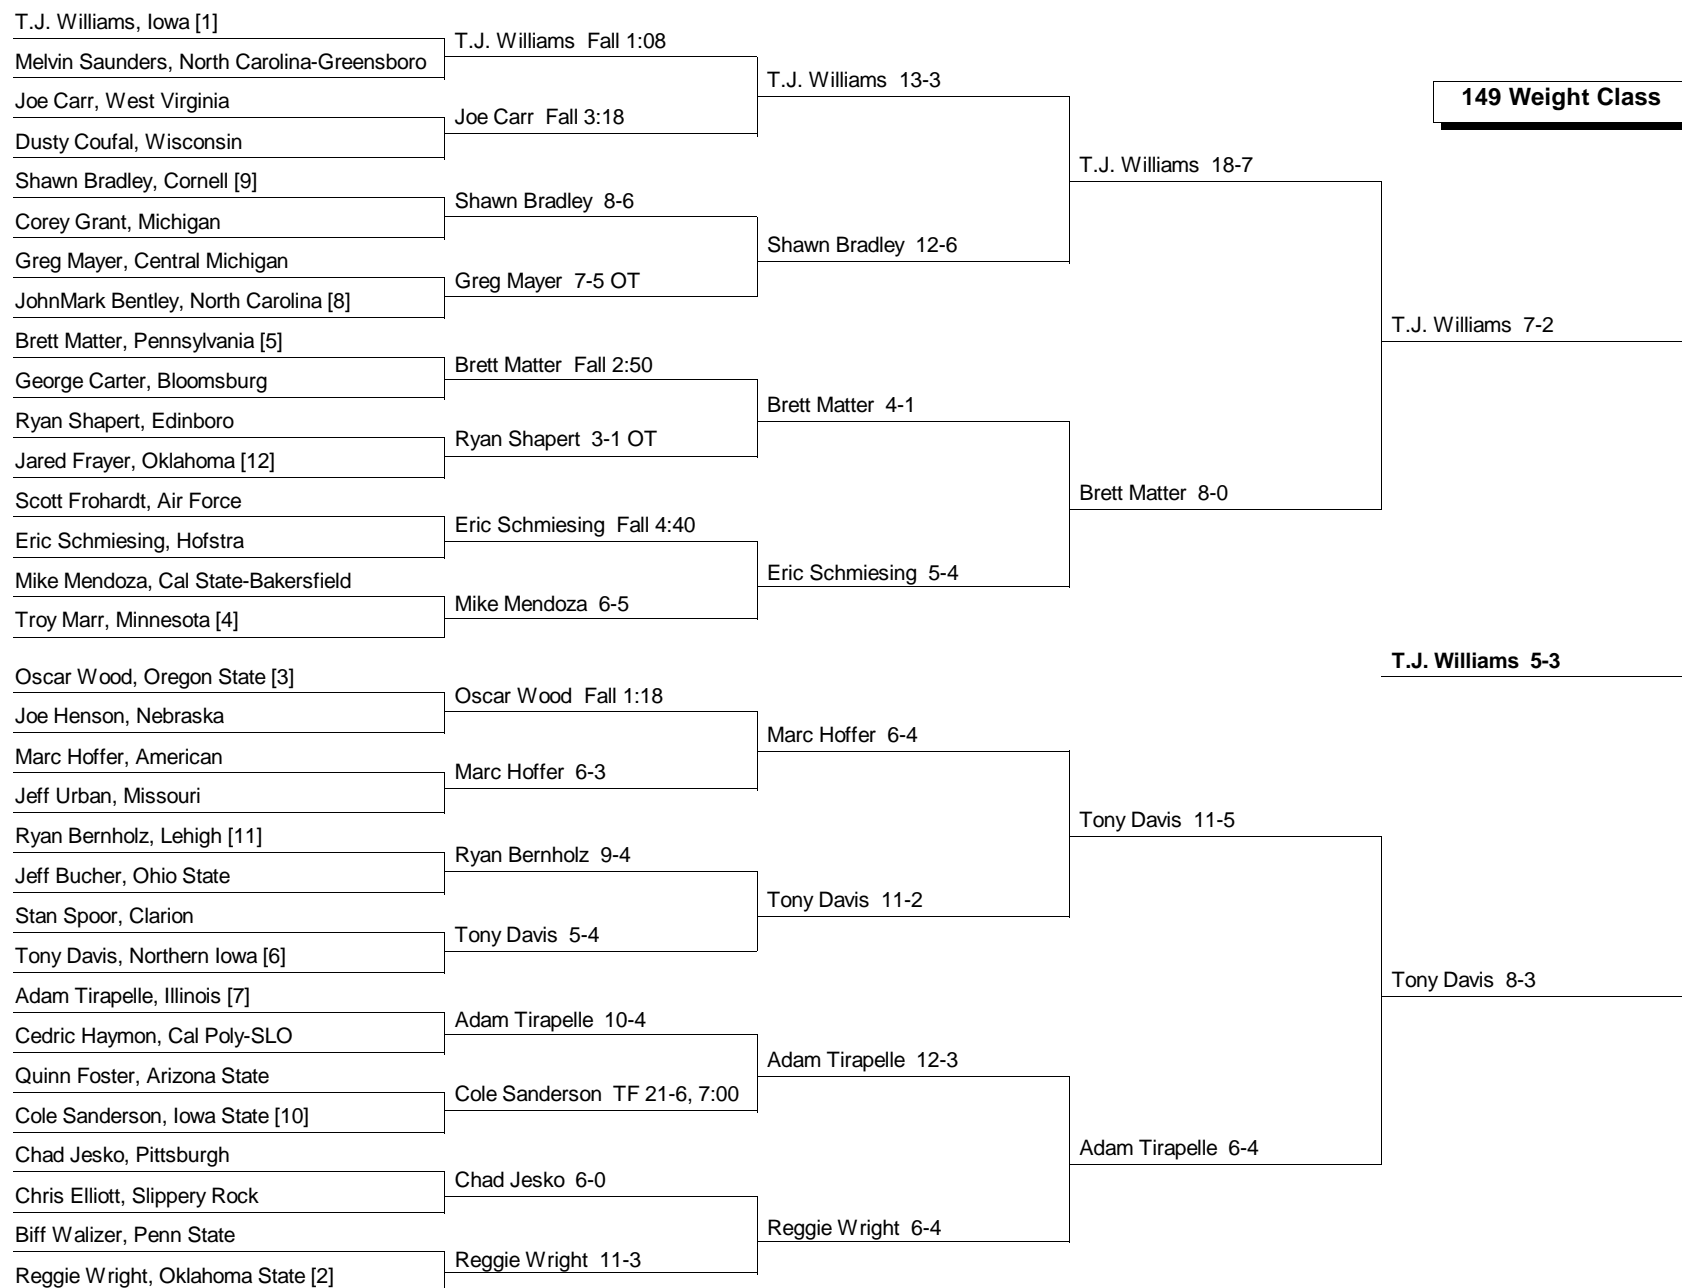 T.J. Williams, Iowa [1]
Melvin Saunders, North Carolina-Greensboro
Joe Carr, West Virginia
Dusty Coufal, Wisconsin
Shawn Bradley, Cornell [9]
Corey Grant, Michigan
Greg Mayer, Central Michigan
JohnMark Bentley, North Carolina [8]
Brett Matter, Pennsylvania [5]
George Carter, Bloomsburg
Ryan Shapert, Edinboro
Jared Frayer, Oklahoma [12]
Scott Frohardt, Air Force
Eric Schmiesing, Hofstra
Mike Mendoza, Cal State-Bakersfield
Troy Marr, Minnesota [4]
Oscar Wood, Oregon State [3]
Joe Henson, Nebraska
Marc Hoffer, American
Jeff Urban, Missouri
Ryan Bernholz, Lehigh [11]
Jeff Bucher, Ohio State
Stan Spoor, Clarion
Tony Davis, Northern Iowa [6]
Adam Tirapelle, Illinois [7]
Cedric Haymon, Cal Poly-SLO
Quinn Foster, Arizona State
Cole Sanderson, Iowa State [10]
Chad Jesko, Pittsburgh
Chris Elliott, Slippery Rock
Biff Walizer, Penn State
Reggie Wright, Oklahoma State [2]
T.J. Williams Fall 1:08
Joe Carr Fall 3:18
Shawn Bradley 8-6
Greg Mayer 7-5 OT
Brett Matter Fall 2:50
Ryan Shapert 3-1 OT
Eric Schmiesing Fall 4:40
Mike Mendoza 6-5
Oscar Wood Fall 1:18
Marc Hoffer 6-3
Ryan Bernholz 9-4
Tony Davis 5-4
Adam Tirapelle 10-4
Cole Sanderson TF 21-6, 7:00
Chad Jesko 6-0
Reggie Wright 11-3
T.J. Williams 13-3
Shawn Bradley 12-6
Brett Matter 4-1
Eric Schmiesing 5-4
Marc Hoffer 6-4
Tony Davis 11-2
Adam Tirapelle 12-3
Reggie Wright 6-4
T.J. Williams 18-7
Brett Matter 8-0
Tony Davis 11-5
Adam Tirapelle 6-4
149 Weight Class
T.J. Williams 7-2
T.J. Williams 5-3
Tony Davis 8-3